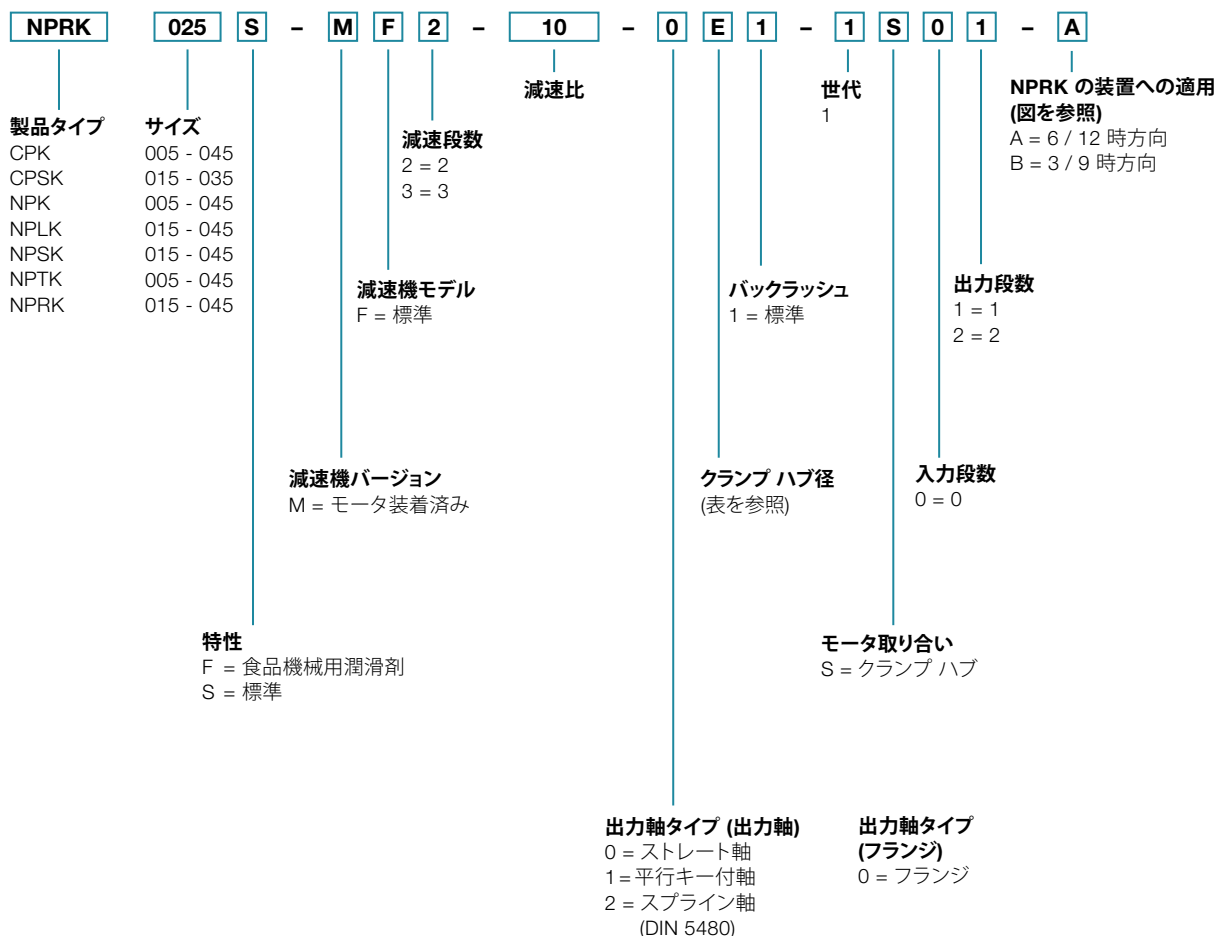 NPRK 025 S – M F 2 – 10 – 0 E 1 – 1 S 0 1 – A
製品タイプ
CPK
CPSK
NPK
NPLK
NPSK
NPTK
NPRK
サイズ
005 - 045
015 - 035
005 - 045
015 - 045
015 - 045
005 - 045
015 - 045
特性
F = 食品機械用潤滑剤
S = 標準
減速機バージョン
M = モータ装着済み
減速機モデル
F = 標準
減速段数
2 = 2
3 = 3
減速比
出力軸タイプ (出力軸)
0 = ストレート軸
1 = 平行キー付軸
2 = スプライン軸
(DIN 5480)
出力軸タイプ
(フランジ)
0 = フランジ
クランプ ハブ径
(表を参照)
バックラッシュ
1 = 標準
世代
1
モータ取り合い
S = クランプ ハブ
入力段数
0 = 0
出力段数
1 = 1
2 = 2
NPRK の装置への適用
(図を参照)
A = 6 / 12 時方向
B = 3 / 9 時方向